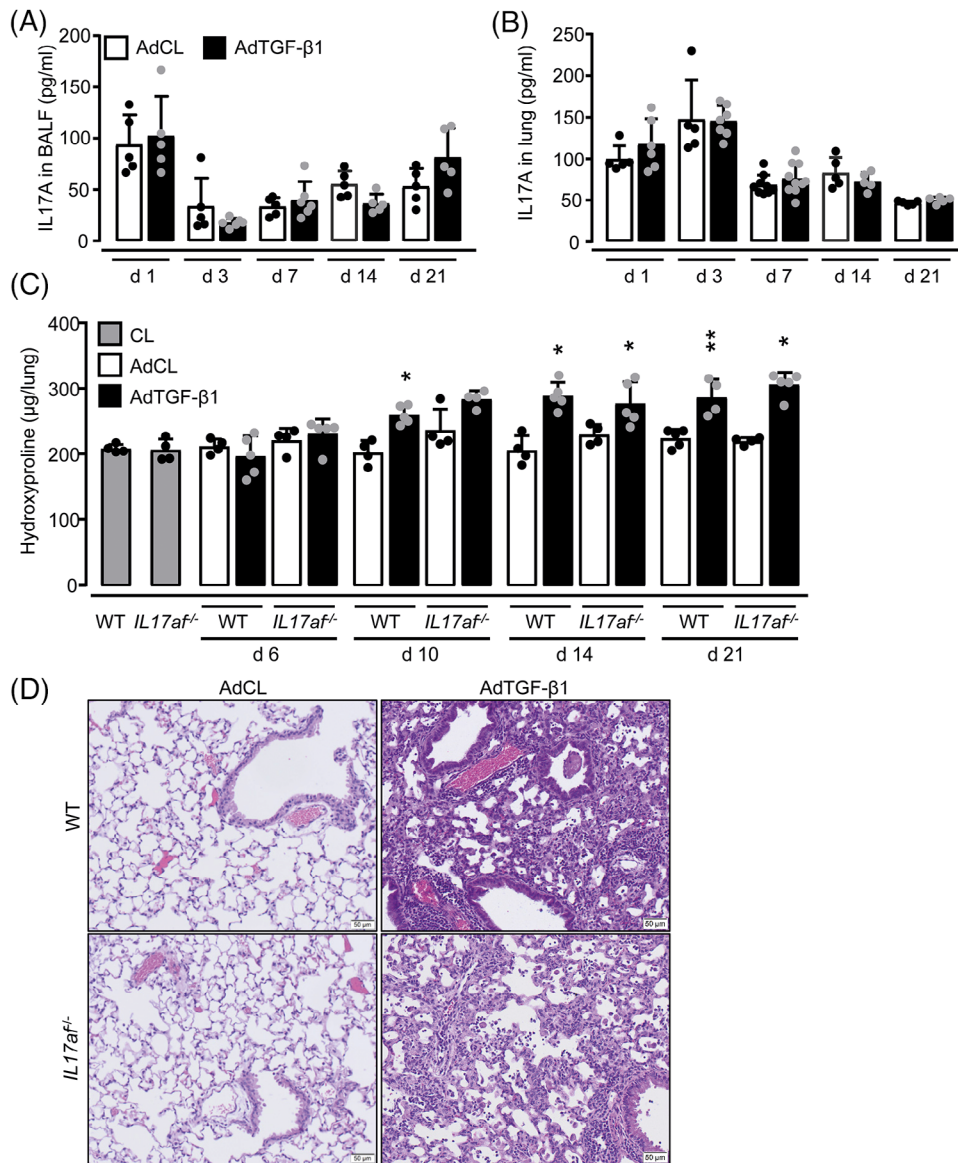 (A)
IL17A in BALF (pg/ml)
200
150
100
50
0
AdCL
AdTGF-β1
d 1 d 3 d 7 d 14 d 21
(B)
IL17A in lung (pg/ml)
250
200
150
100
50
0
d 1 d 3 d 7 d 14 d 21
(C)
Hydroxyproline (µg/lung)
400
300
200
100
0
CL
AdCL
AdTGF-β1
* * * ** *
WT IL17af-/- WT IL17af-/- WT IL17af-/- WT IL17af-/- WT IL17af-/-
d 6 d 10 d 14 d 21
(D)
AdCL AdTGF-β1
WT
50 µm 50 µm
IL17af-/-
50 µm 50 µm